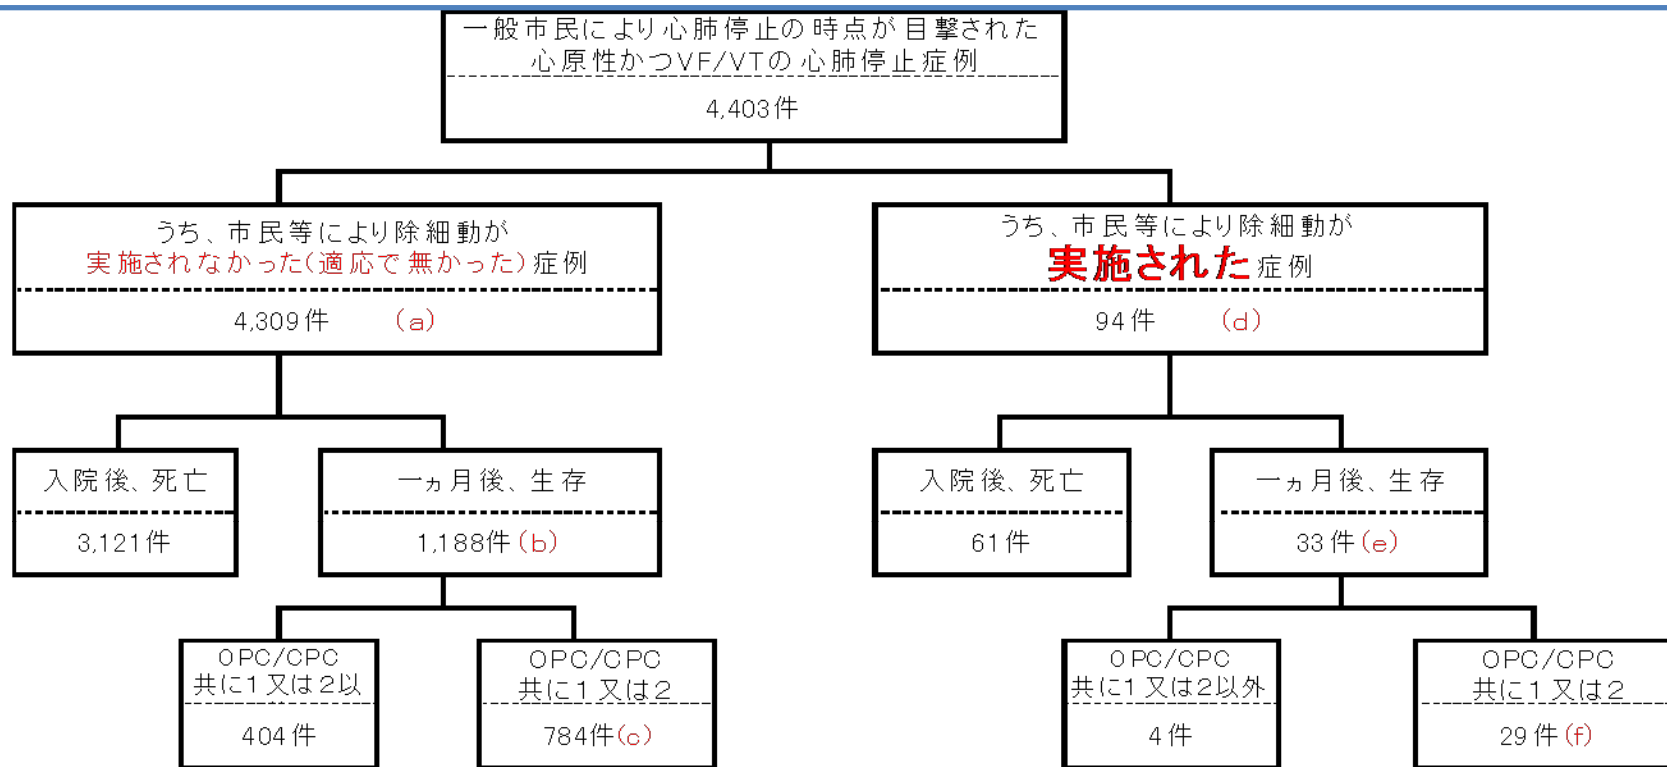 一般市民により心肺停止の時点が目撃された
心原性かつVF/VTの心肺停止症例
4,403件
うち、市民等により除細動が
実施されなかった(適応で無かった)症例
4,309件 (a)
うち、市民等により除細動が
実施された症例
94件 (d)
入院後、死亡
3,121件
一ヵ月後、生存
1,188件(b)
入院後、死亡
61件
一ヵ月後、生存
33件(e)
OPC/CPC
共に1又は2以
404件
OPC/CPC
共に1又は2
784件(c)
OPC/CPC
共に1又は2以外
4件
OPC/CPC
共に1又は2
29件(f)